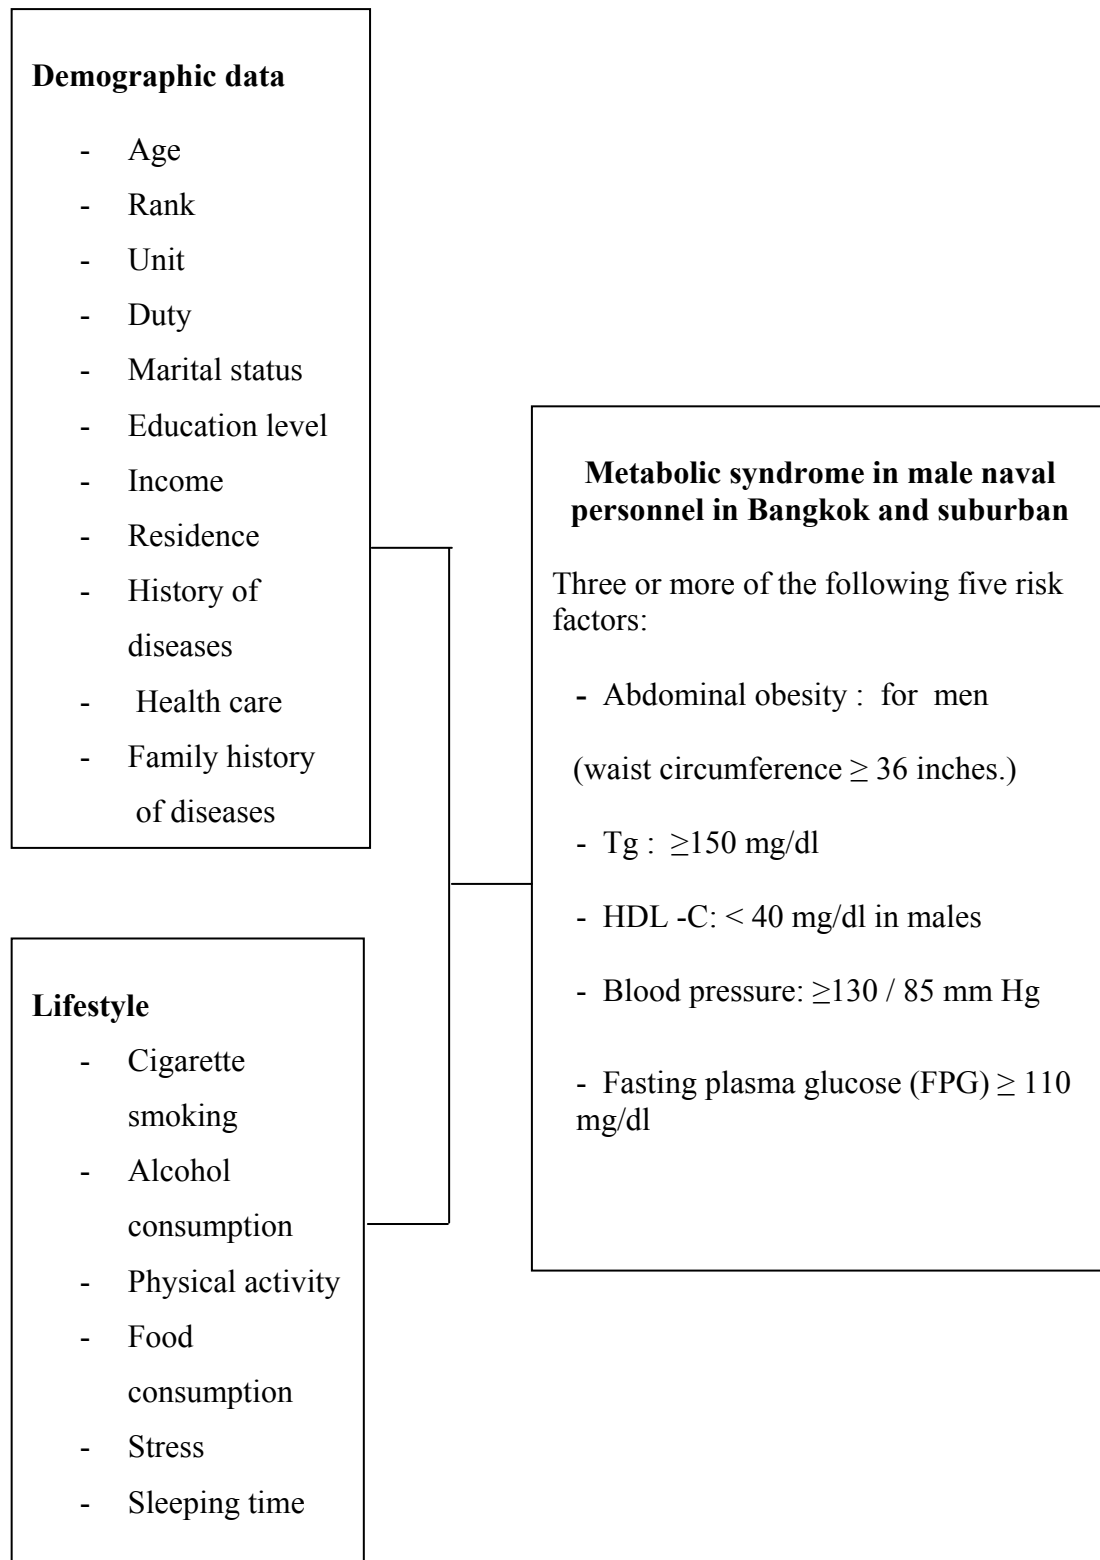 Demographic data
- Age
- Rank
- Unit
- Duty
- Marital status
- Education level
- Income
- Residence
- History of
diseases
- Health care
- Family history
of diseases
Lifestyle
- Cigarette
smoking
- Alcohol
consumption
- Physical activity
- Food
consumption
- Stress
- Sleeping time
Metabolic syndrome in male naval
personnel in Bangkok and suburban
Three or more of the following five risk
factors:
- Abdominal obesity : for men
(waist circumference ≥ 36 inches.)
- Tg : ≥150 mg/dl
- HDL -C: < 40 mg/dl in males
- Blood pressure: ≥130 / 85 mm Hg
- Fasting plasma glucose (FPG) ≥ 110
mg/dl